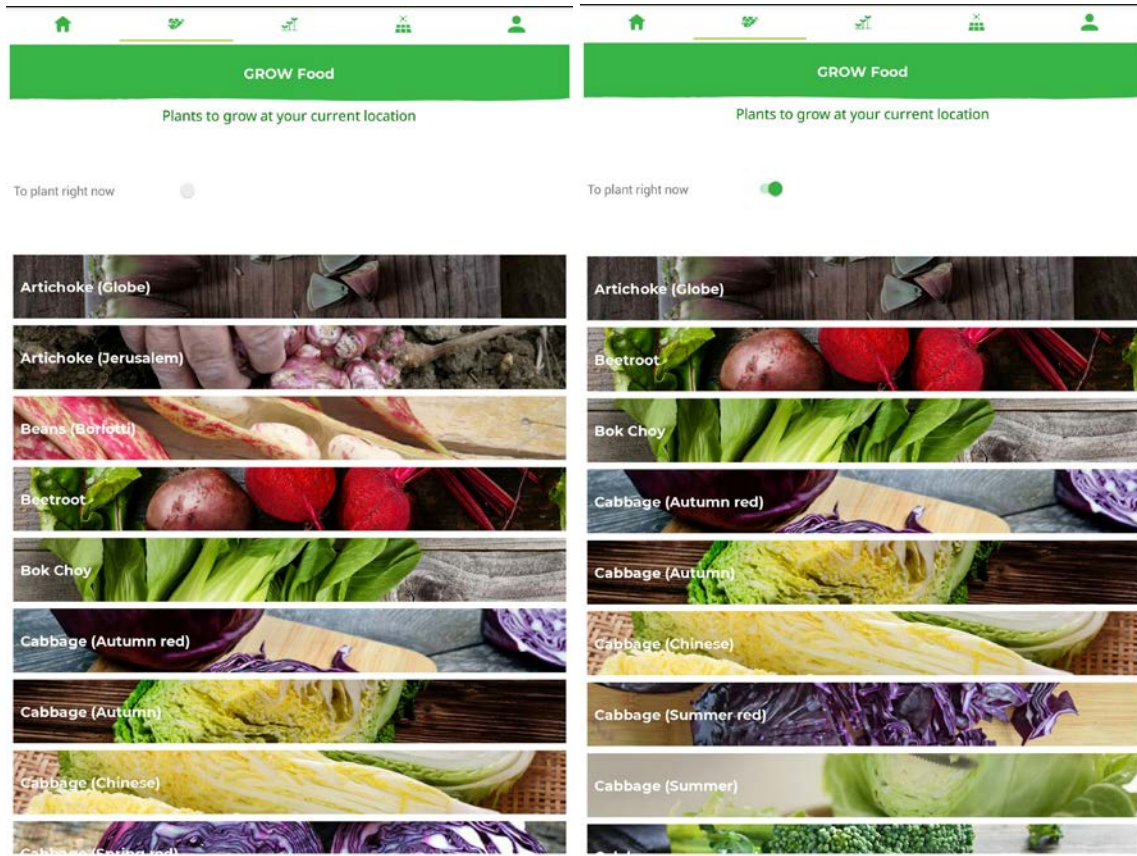 GROW Food
Plants to grow at your current location
To plant right now
Artichoke (Globe)
Artichoke (Jerusalem)
Beans (Borlotti)
Beetroot
Bok Choy
Cabbage (Autumn red)
Cabbage (Autumn)
Cabbage (Chinese)
Cabbage (Spring red)
GROW Food
Plants to grow at your current location
To plant right now
Artichoke (Globe)
Beetroot
Bok Choy
Cabbage (Autumn red)
Cabbage (Autumn)
Cabbage (Chinese)
Cabbage (Summer red)
Cabbage (Summer)